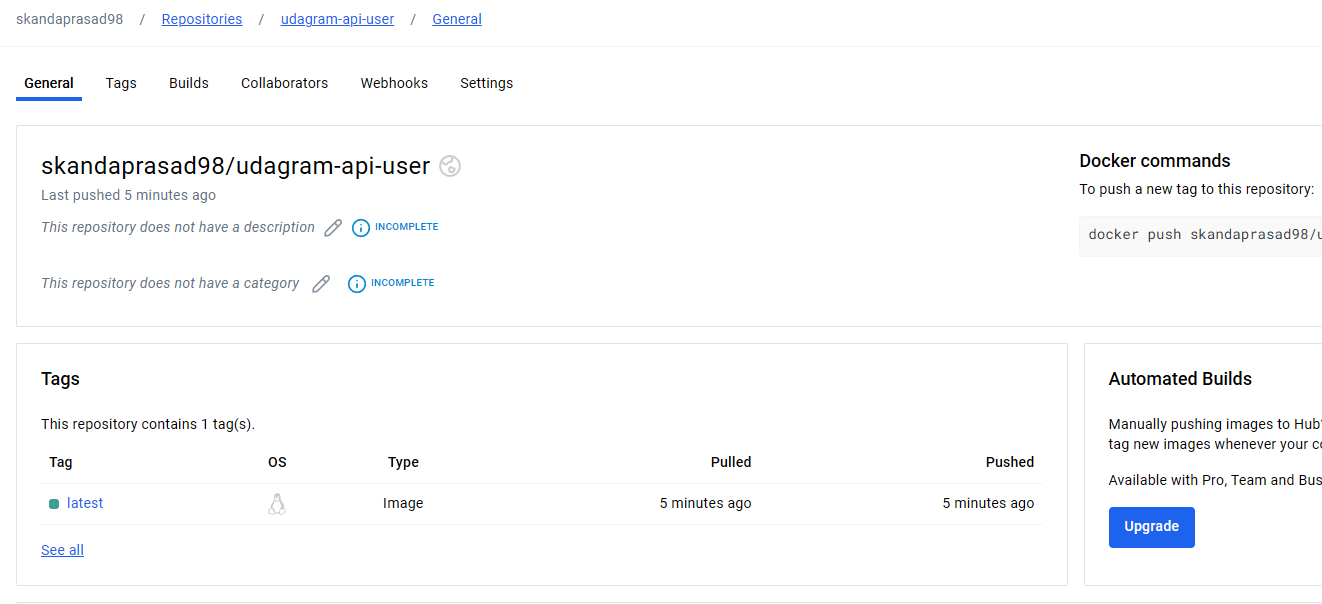 skandaprasad98 / Repositories / udagram-api-user / General
General Tags Builds Collaborators Webhooks Settings
skandaprasad98/udagram-api-user
Last pushed 5 minutes ago
This repository does not have a description INCOMPLETE
This repository does not have a category INCOMPLETE
Docker commands
To push a new tag to this repository:
docker push skandaprasad98/u
Tags
This repository contains 1 tag(s).
Tag OS Type Pulled Pushed
latest Image 5 minutes ago 5 minutes ago
See all
Automated Builds
Manually pushing images to Hub?
tag new images whenever your co
Available with Pro, Team and Bus
Upgrade